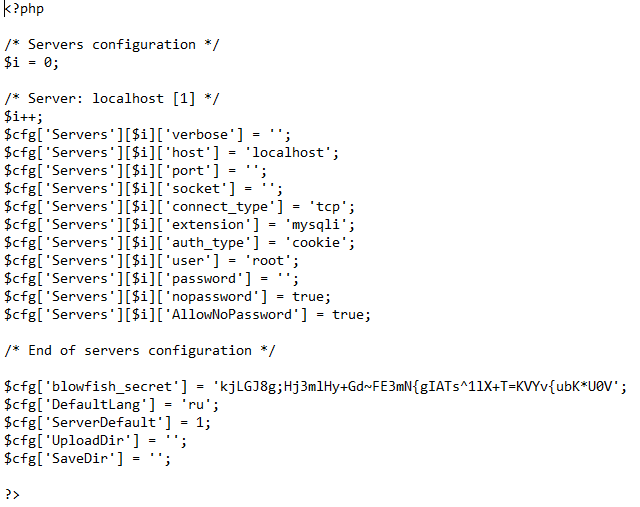 <?php
/* Servers configuration */
$i = 0;
/* Server: localhost [1] */
$i++;
$cfg['Servers'][$i]['verbose'] = '';
$cfg['Servers'][$i]['host'] = 'localhost';
$cfg['Servers'][$i]['port'] = '';
$cfg['Servers'][$i]['socket'] = '';
$cfg['Servers'][$i]['connect_type'] = 'tcp';
$cfg['Servers'][$i]['extension'] = 'mysqli';
$cfg['Servers'][$i]['auth_type'] = 'cookie';
$cfg['Servers'][$i]['user'] = 'root';
$cfg['Servers'][$i]['password'] = '';
$cfg['Servers'][$i]['nopassword'] = true;
$cfg['Servers'][$i]['AllowNoPassword'] = true;
/* End of servers configuration */
$cfg['blowfish_secret'] = 'kjLGJ8g;Hj3mlHy+Gd~FE3mN{gIATs^1lX+T=KVYv{ubK*U0V';
$cfg['DefaultLang'] = 'ru';
$cfg['ServerDefault'] = 1;
$cfg['UploadDir'] = '';
$cfg['SaveDir'] = '';
?>